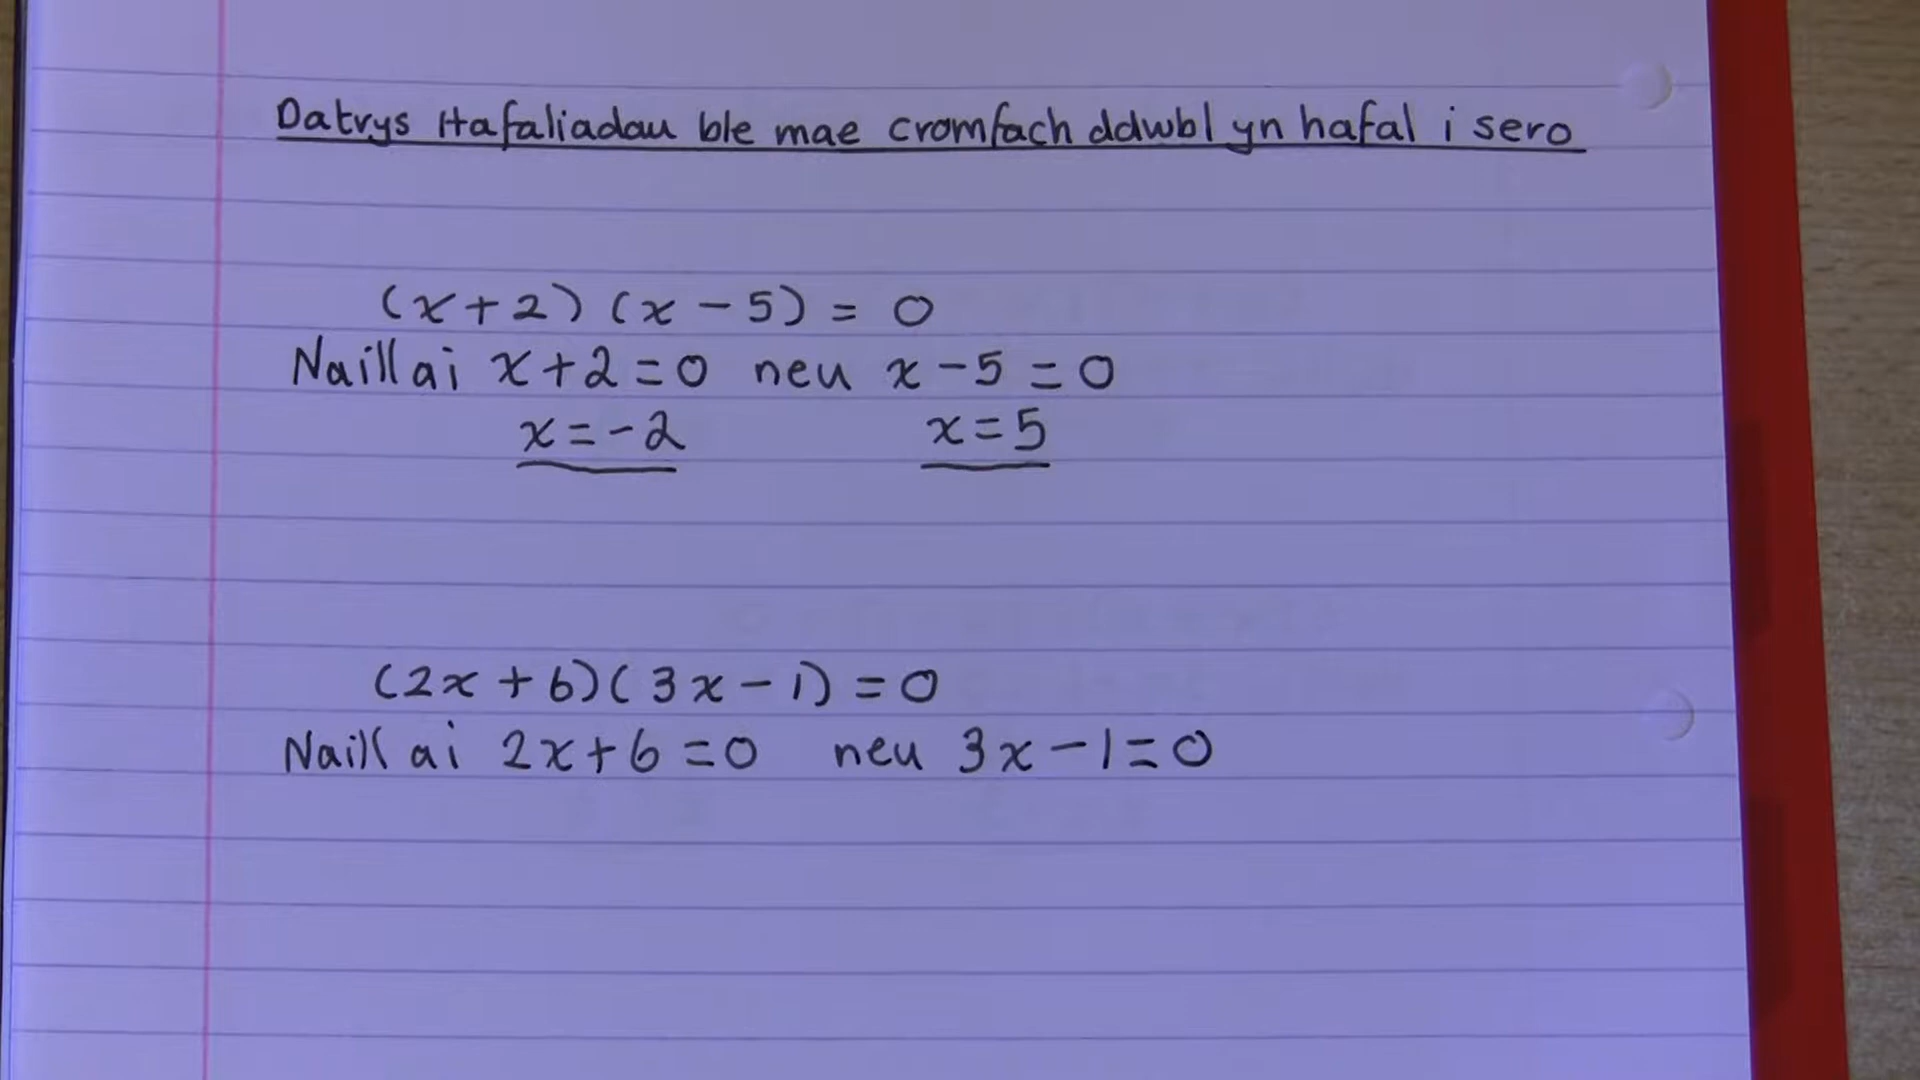 Datrys Hafaliadau ble mae cromfach ddwbl yn hafal i sero
(x+2)(x-5)=0
Naill ai x+2=0 neu x-5=0
x=-2 x=5
(2x+6)(3x-1)=0
Naill ai 2x+6=0 neu 3x-1=0